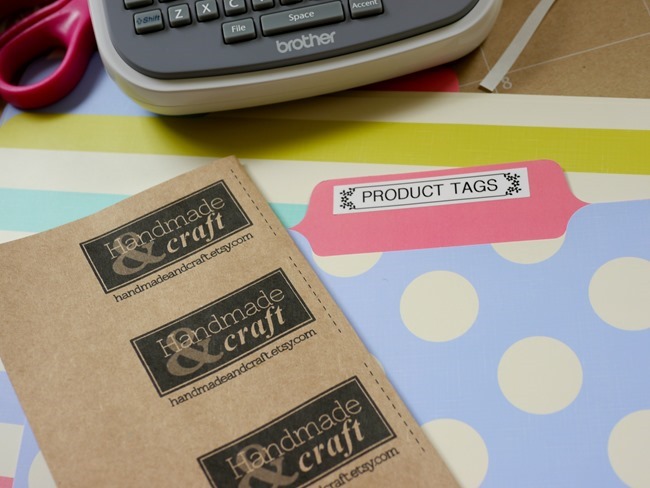 Shift Z X C V B N M
File Space Accent
brother
8
PRODUCT TAGS
Handmade
& craft
handmadeandcraft.etsy.com
Handmade
& craft
handmadeandcraft.etsy.com
Handmade
& craft
handmadeandcraft.etsy.com